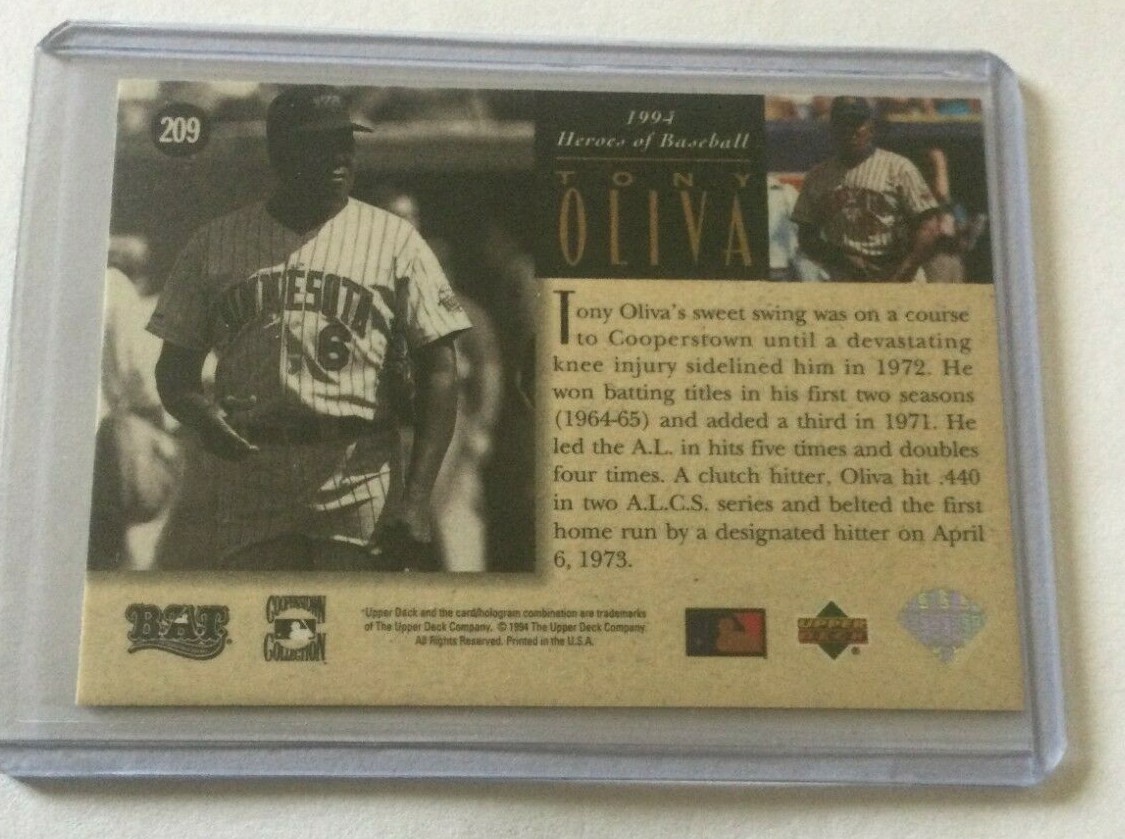 209
MINNESOTA
6
1994
Heroes of Baseball
TONY
OLIVA
Tony Oliva's sweet swing was on a course
to Cooperstown until a devastating
knee injury sidelined him in 1972. He
won batting titles in his first two seasons
(1964-65) and added a third in 1971. He
led the A.L. in hits five times and doubles
four times. A clutch hitter, Oliva hit .440
in two A.L.C.S. series and belted the first
home run by a designated hitter on April
6, 1973.
BAT
COOPERSTOWN
COLLECTION
"Upper Deck and the card/hologram combination are trademarks
of The Upper Deck Company. © 1994 The Upper Deck Company.
All Rights Reserved. Printed in the U.S.A.
UPPER
DECK